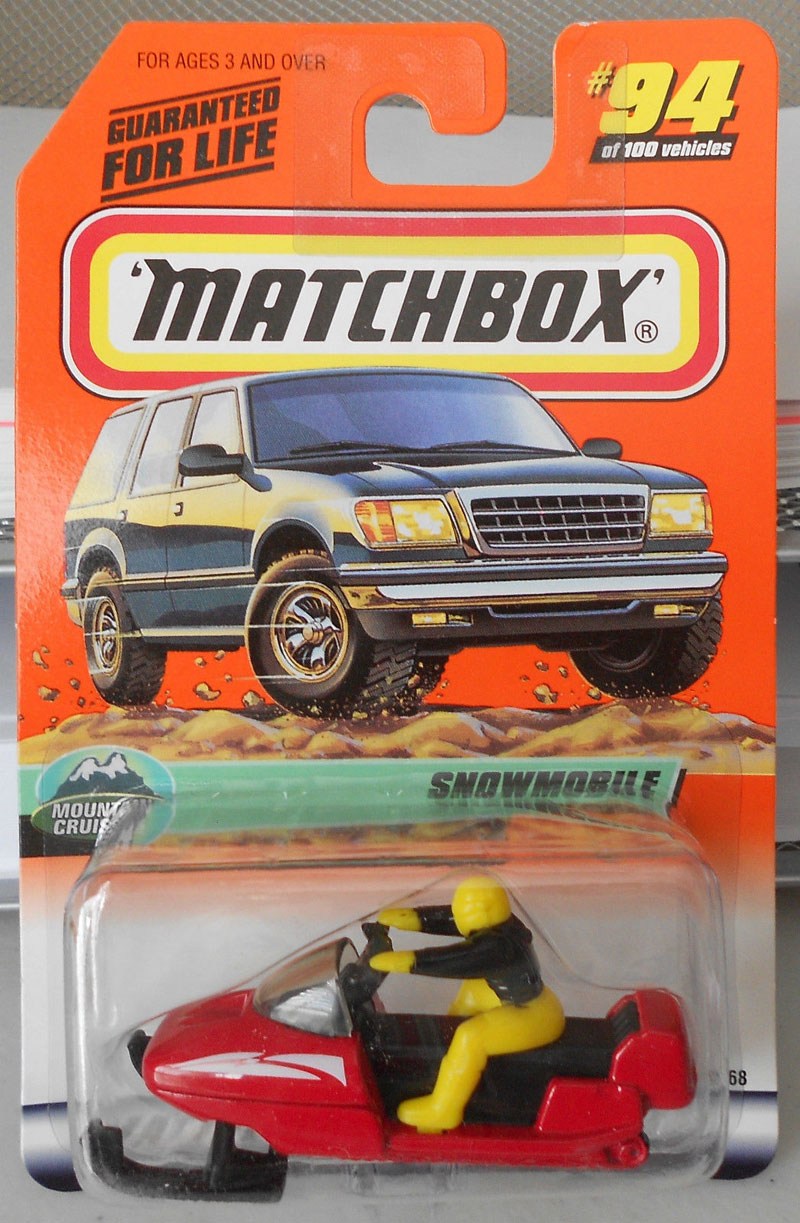 FOR AGES 3 AND OVER
GUARANTEED
FOR LIFE
#94
of 100 vehicles
'MATCHBOX'®
SNOWMOBILE
68